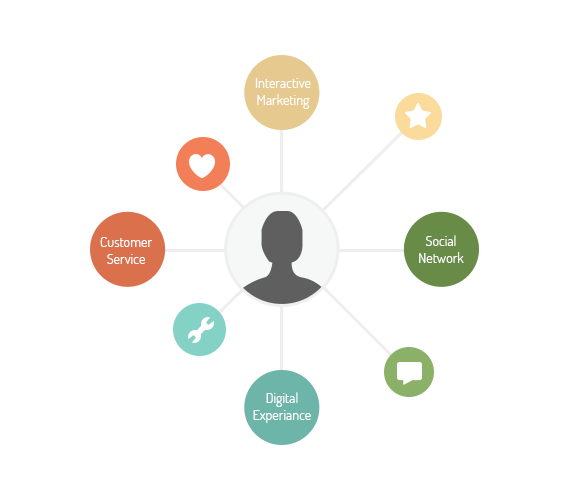 Interactive
Marketing
Customer
Service
Social
Network
Digital
Experiance